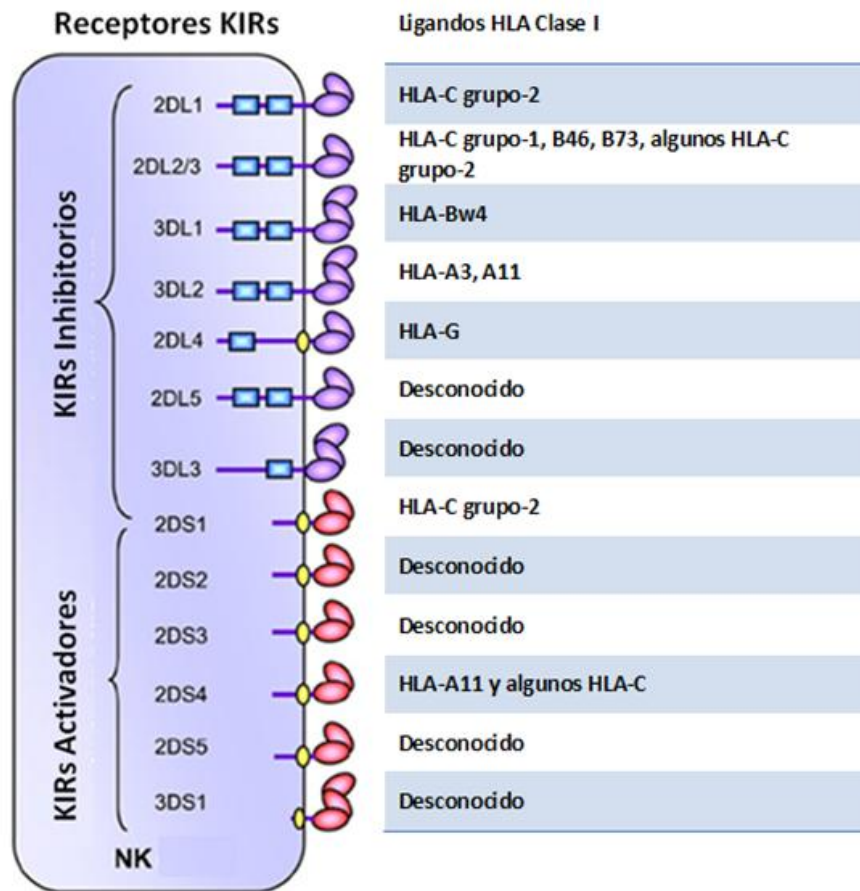 Receptores KIRs
Ligandos HLA Clase I
KIRs Inhibitorios
2DL1
HLA-C grupo-2
2DL2/3
HLA-C grupo-1, B46, B73, algunos HLA-C
grupo-2
3DL1
HLA-Bw4
3DL2
HLA-A3, A11
2DL4
HLA-G
2DL5
Desconocido
3DL3
Desconocido
KIRs Activadores
2DS1
HLA-C grupo-2
2DS2
Desconocido
2DS3
Desconocido
2DS4
HLA-A11 y algunos HLA-C
2DS5
Desconocido
3DS1
Desconocido
NK